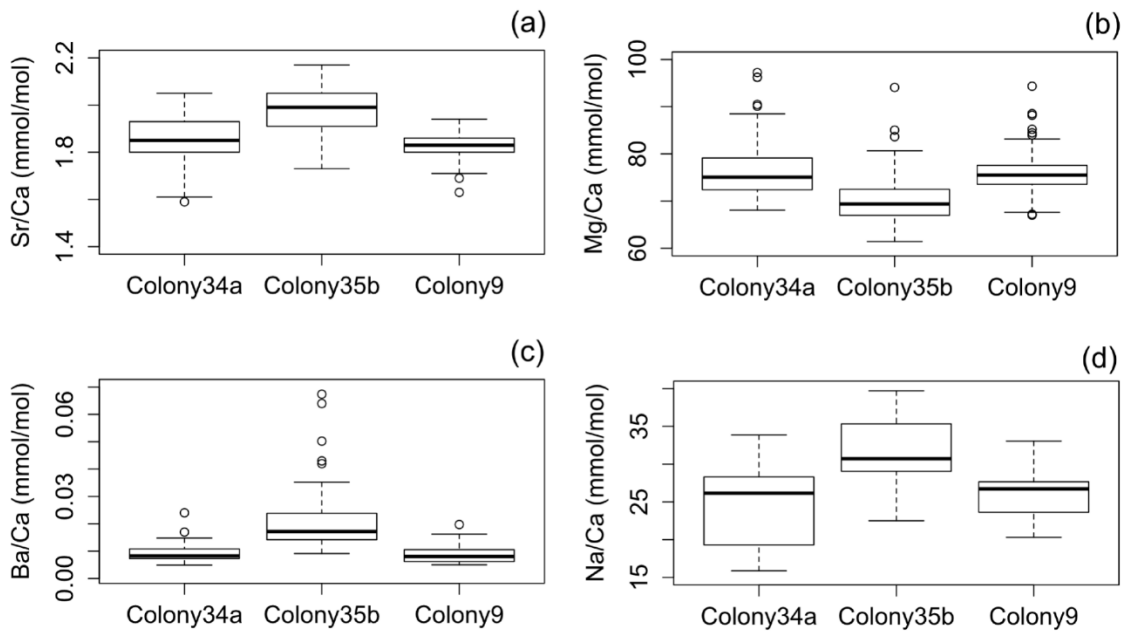 (a)
Sr/Ca (mmol/mol)
2.2
1.8
1.4
Colony34a Colony35b Colony9
(b)
Mg/Ca (mmol/mol)
100
80
60
Colony34a Colony35b Colony9
(c)
Ba/Ca (mmol/mol)
0.06
0.03
0.00
Colony34a Colony35b Colony9
(d)
Na/Ca (mmol/mol)
35
25
15
Colony34a Colony35b Colony9